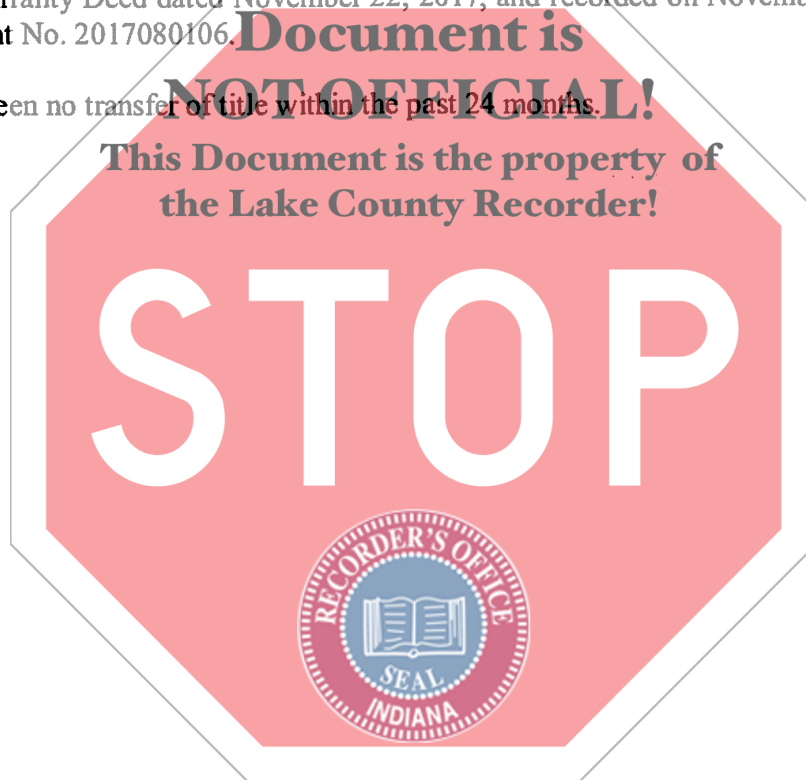 rranty Deed dated November 22, 2017, and recorded on Novema
t No. 2017080106.
Document is
een no transfer of title within the past 24 months.
NOT OFFICIAL!
This Document is the property of
the Lake County Recorder!
STOP
RECORDER'S OFFICE
SEAL
INDIANA